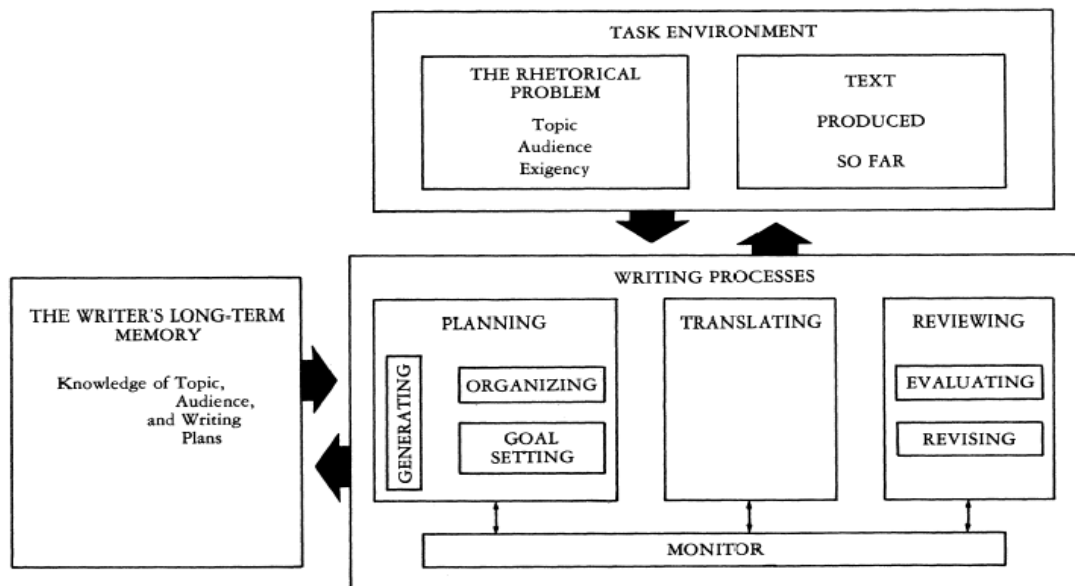 TASK ENVIRONMENT
THE RHETORICAL
PROBLEM
Topic
Audience
Exigency
TEXT
PRODUCED
SO FAR
THE WRITER'S LONG-TERM
MEMORY
Knowledge of Topic,
Audience,
and Writing
Plans
WRITING PROCESSES
PLANNING
GENERATING
ORGANIZING
GOAL
SETTING
TRANSLATING
REVIEWING
EVALUATING
REVISING
MONITOR